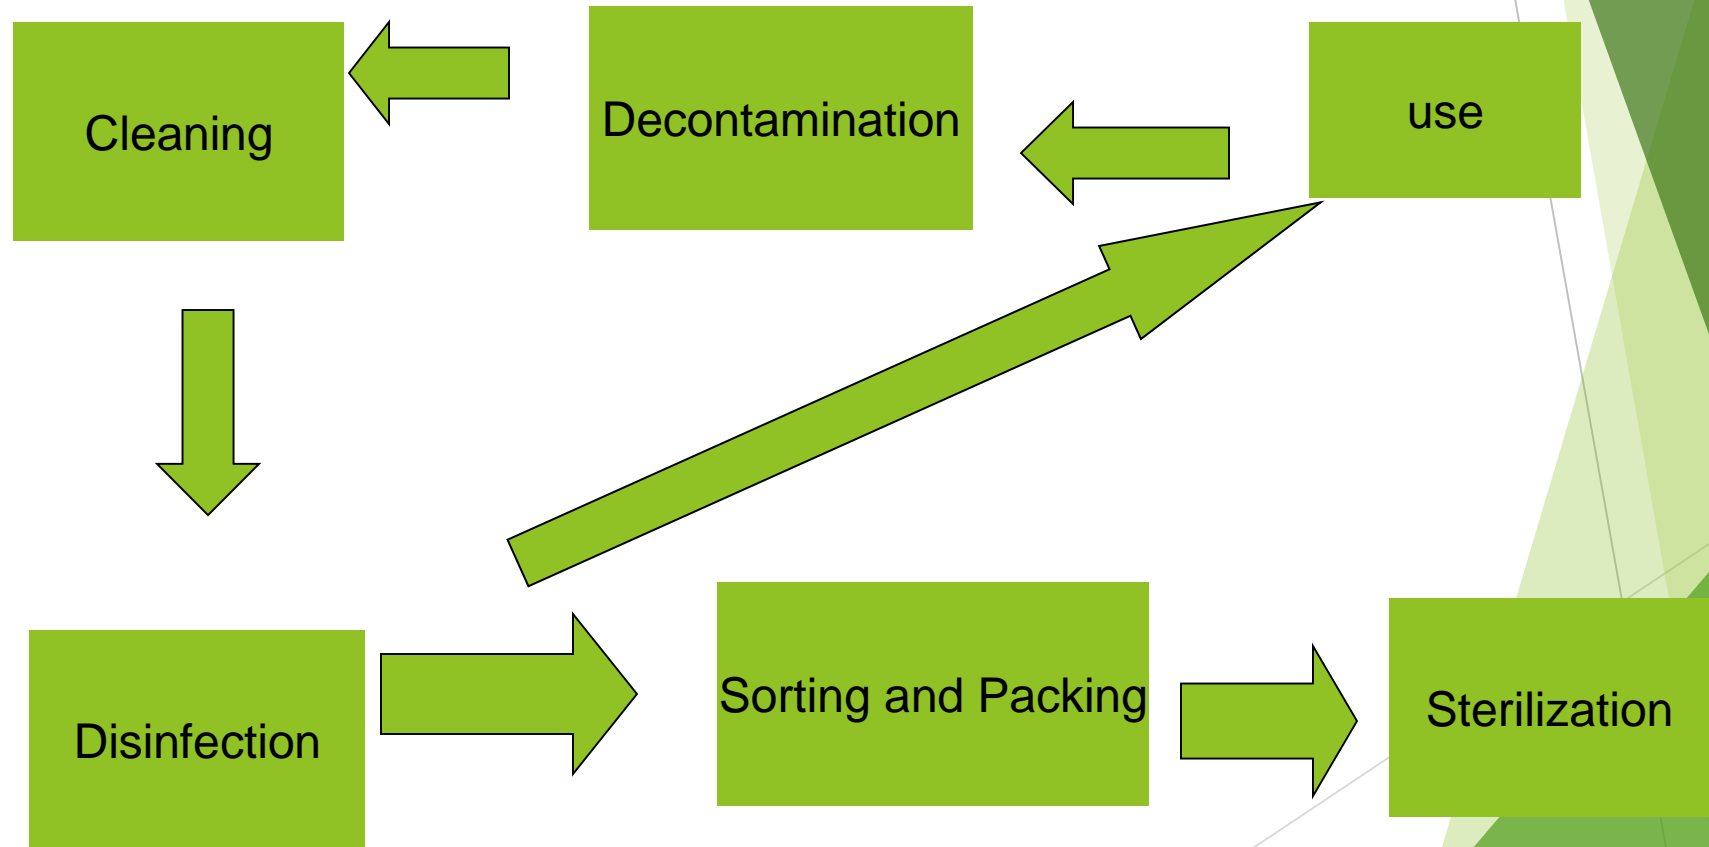 Cleaning
Decontamination
use
Disinfection
Sorting and Packing
Sterilization